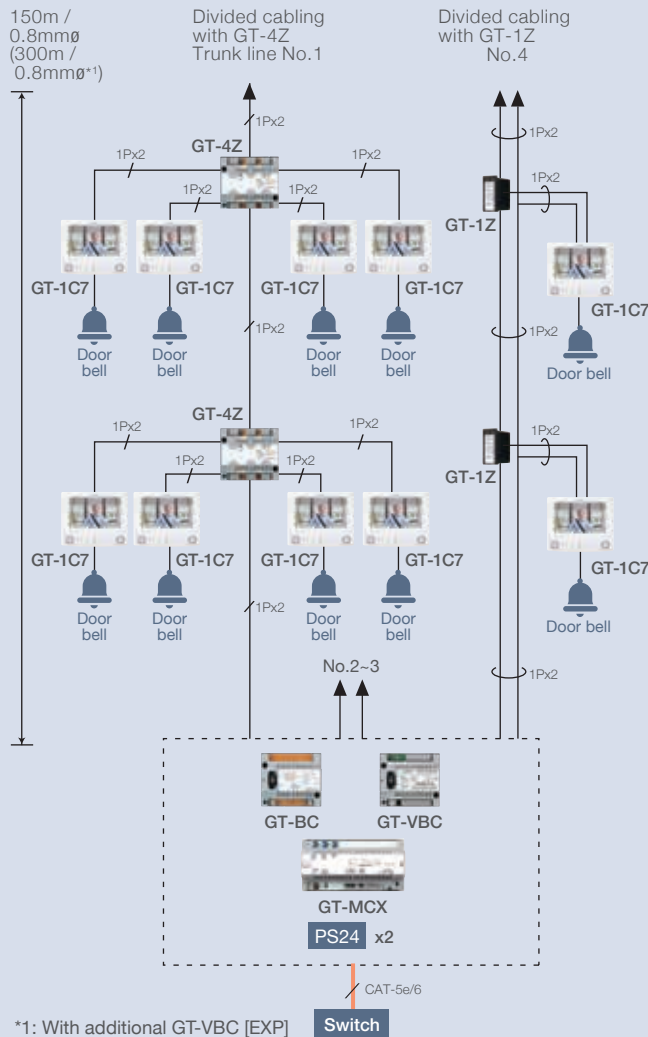 150m /
0.8mmø
(300m /
0.8mmø*1)
Divided cabling
with GT-4Z
Trunk line No.1
Divided cabling
with GT-1Z
No.4
1Px2
1Px2
GT-4Z
1Px2
1Px2
1Px2
1Px2
1Px2
GT-1Z
GT-1C7
GT-1C7
GT-1C7
GT-1C7
GT-1C7
Door
bell
Door
bell
Door
bell
Door
bell
Door bell
1Px2
1Px2
GT-4Z
1Px2
1Px2
1Px2
1Px2
1Px2
GT-1Z
GT-1C7
GT-1C7
GT-1C7
GT-1C7
GT-1C7
Door
bell
Door
bell
Door
bell
Door
bell
Door bell
1Px2
No.2~3
1Px2
GT-BC
GT-VBC
GT-MCX
PS24 x2
CAT-5e/6
*1: With additional GT-VBC [EXP]
Switch